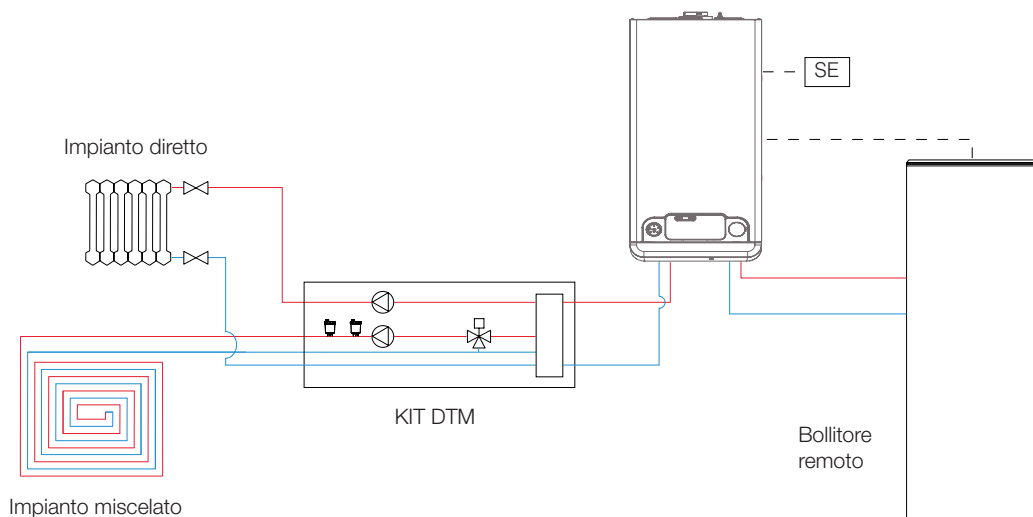 SE
Impianto diretto
KIT DTM
Bollitore
remoto
Impianto miscelato